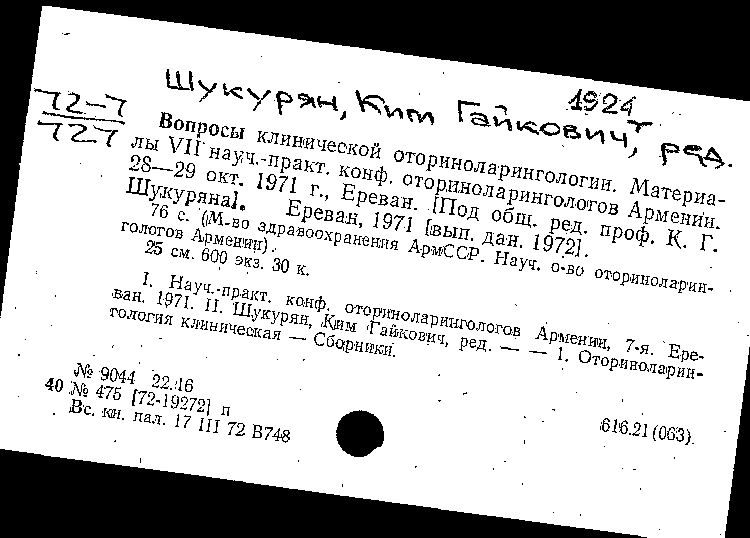 Шукурян, Ким Гайкович, ред.
1924
72-7
727
Вопросы клинической оториноларингологии. Материа-
лы VII науч.-практ. конф. оториноларингологов Армении.
28—29 окт. 1971 г., Ереван. [Под общ. ред. проф. К. Г.
Шукуряна]. Ереван, 1971 [вып. дан. 1972].
76 с. (М-во здравоохранения АрмССР. Науч. о-во оториноларин-
гологов Армении).
25 см. 600 экз. 30 к.
I. Науч.-практ. конф. оториноларингологов Армении, 7-я. Ере-
ван. 1971. II. Шукурян, Ким Гайкович, ред. — — 1. Оториноларин-
гология клиническая — Сборники.
№ 9044 22.16
40 № 475 [72-19272] п
Вс. кн. пал. 17 III 72 В748
616.21(063).